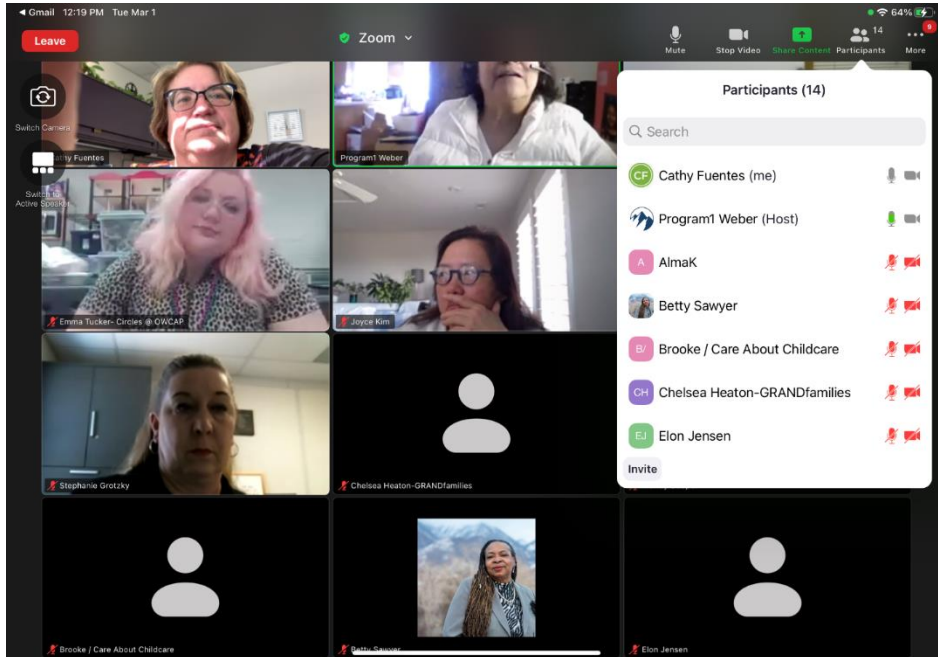 ◄ Gmail 12:19 PM Tue Mar 1
64%
Leave
Zoom
Mute
Stop Video
Share Content
14
Participants
9
More
Switch Camera
Switch to
Active Speaker
Cathy Fuentes
Program1 Weber
Emma Tucker- Circles @ OWCAP
Joyce Kim
Stephanie Grotzky
Chelsea Heaton-GRANDfamilies
Brooke / Care About Childcare
Betty Sawyer
Elon Jensen
Participants (14)
Search
CF
Cathy Fuentes (me)
Program1 Weber (Host)
A
AlmaK
Betty Sawyer
B/
Brooke / Care About Childcare
CH
Chelsea Heaton-GRANDfamilies
EJ
Elon Jensen
Invite